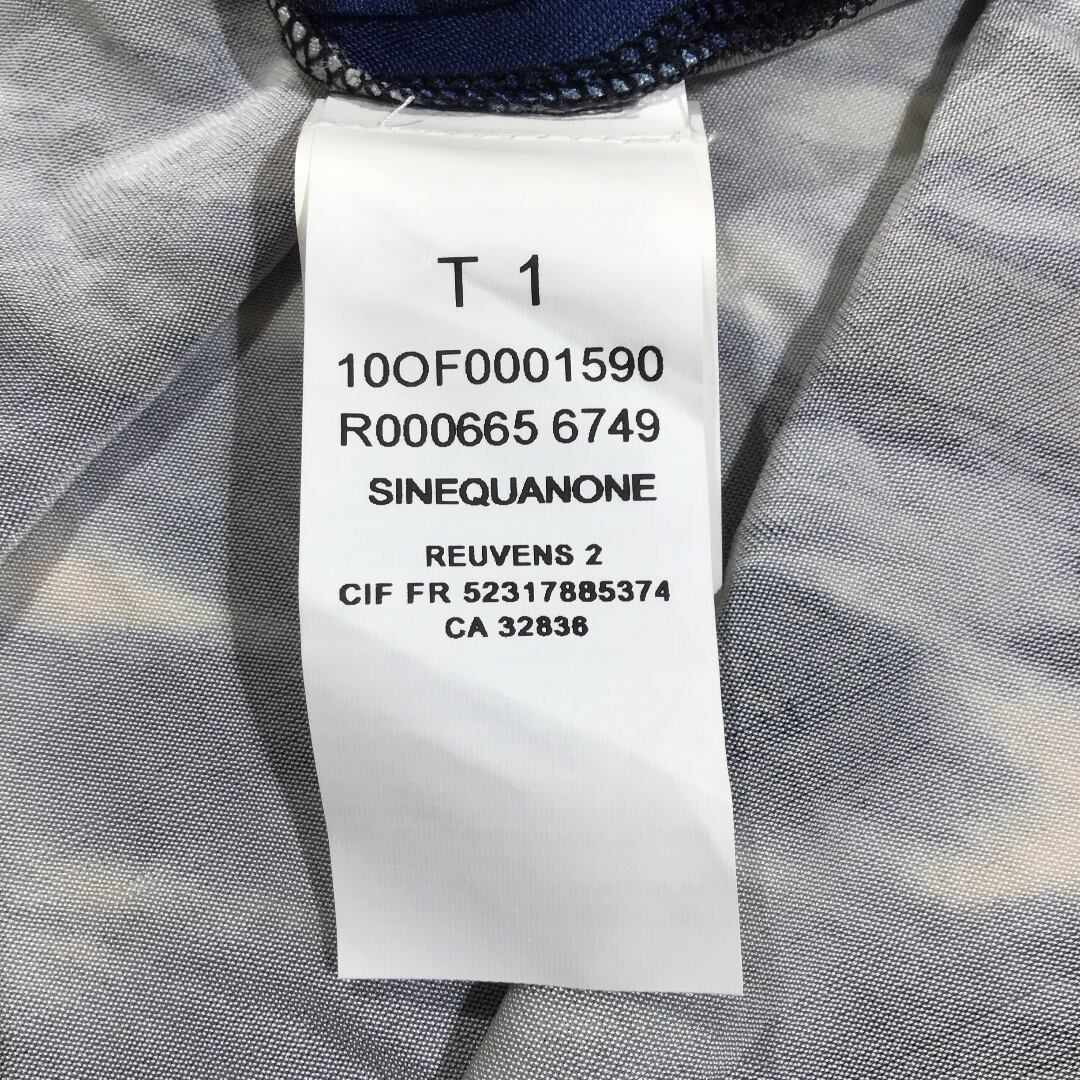 T 1
10OF0001590
R000665 6749
SINEQUANONE
REUVENS 2
CIF FR 52317885374
CA 32836